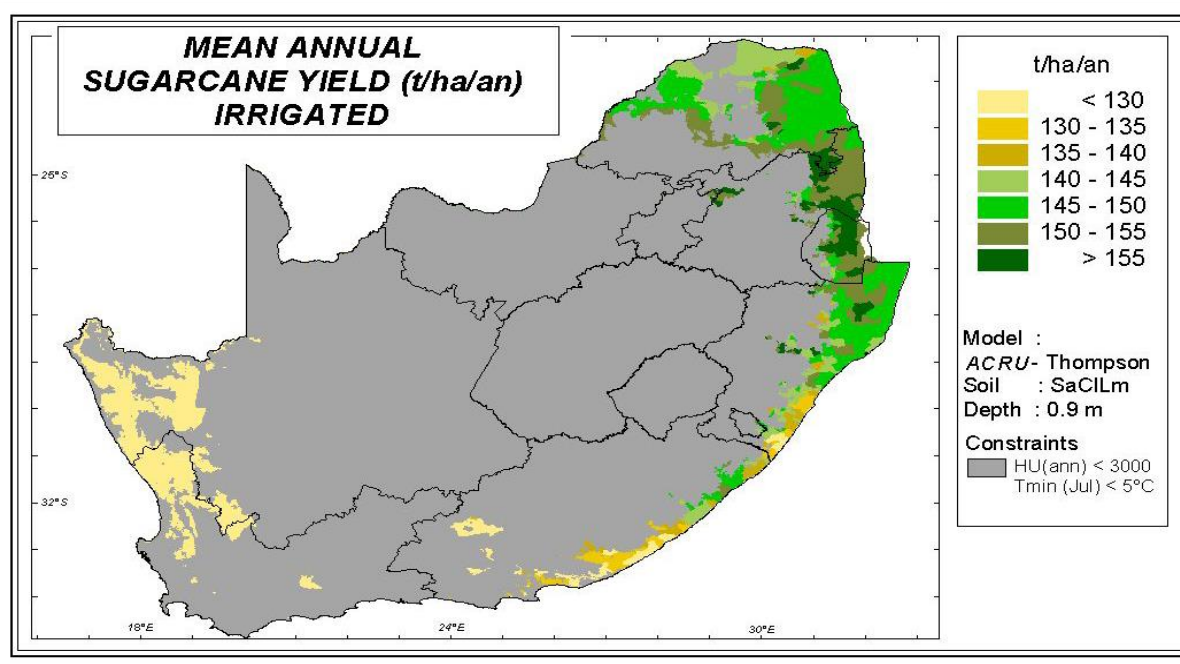 MEAN ANNUAL
SUGARCANE YIELD (t/ha/an)
IRRIGATED
t/ha/an
< 130
130 - 135
135 - 140
140 - 145
145 - 150
150 - 155
> 155
Model :
ACRU - Thompson
Soil : SaClLm
Depth : 0.9 m
Constraints
HU(ann) < 3000
Tmin (Jul) < 5°C
25°S
32°S
18°E
24°E
30°E